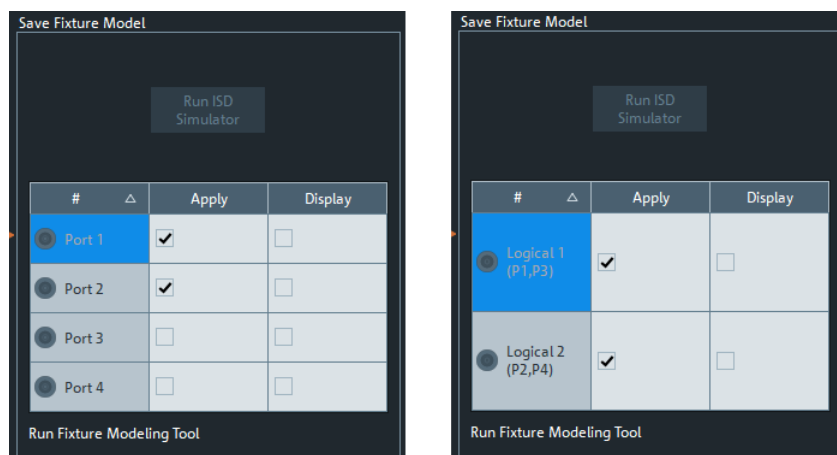 Save Fixture Model
Run ISD
Simulator
# △ Apply Display
Port 1
Port 2
Port 3
Port 4
Run Fixture Modeling Tool
Save Fixture Model
Run ISD
Simulator
# △ Apply Display
Logical 1
(P1,P3)
Logical 2
(P2,P4)
Run Fixture Modeling Tool